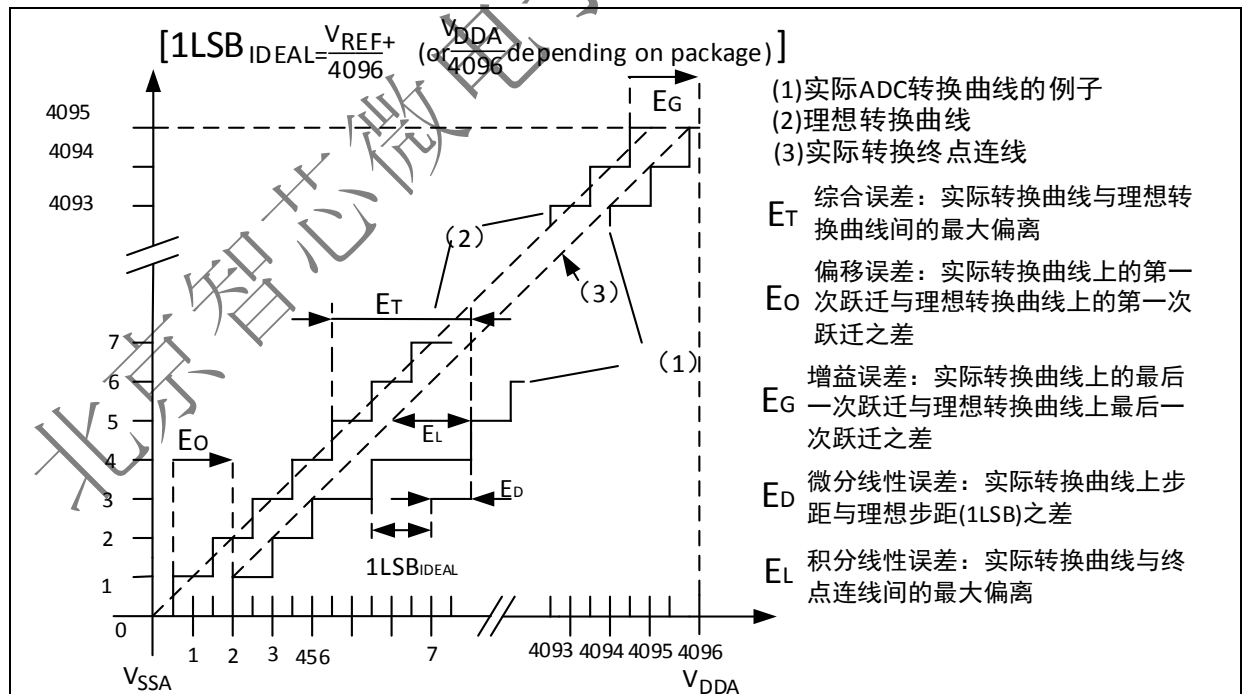 [1LSB IDEAL=VREF+/4096 (or VDDA/4096 depending on package)]
EG
4095
4094
4093
7
6
5
4
3
2
1
0
(2)
(3)
(1)
ET
EO
EL
ED
1LSBIDEAL
1 2 3 456 7 4093 4094 4095 4096
VSSA
VDDA
(1)实际ADC转换曲线的例子
(2)理想转换曲线
(3)实际转换终点连线
ET 综合误差：实际转换曲线与理想转
换曲线间的最大偏离
EO 偏移误差：实际转换曲线上的第一
次跃迁与理想转换曲线上的第一次
跃迁之差
EG 增益误差：实际转换曲线上的最后
一次跃迁与理想转换曲线上最后一
次跃迁之差
ED 微分线性误差：实际转换曲线上步
距与理想步距(1LSB)之差
EL 积分线性误差：实际转换曲线与终
点连线间的最大偏离
北京智芯微电